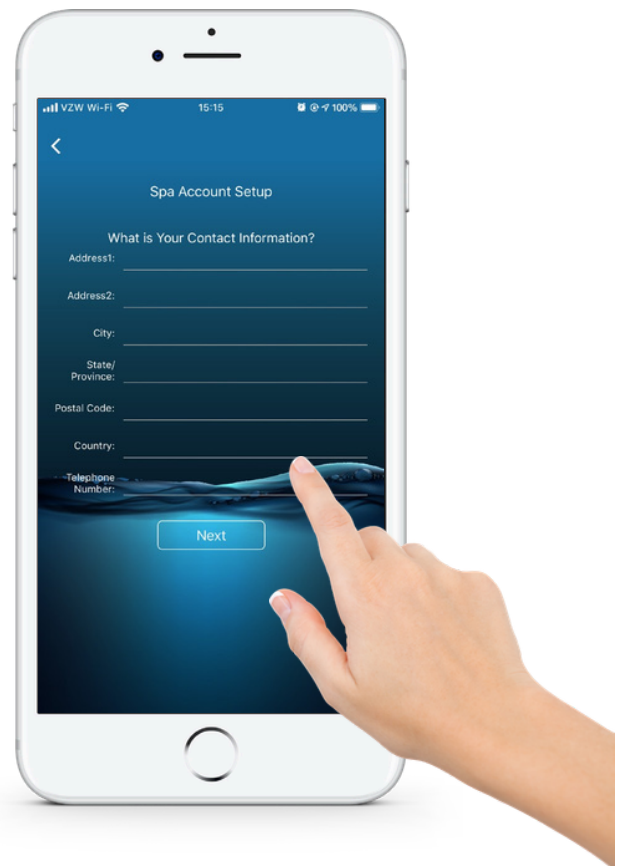 VZW Wi-Fi 15:15 100%
Spa Account Setup
What is Your Contact Information?
Address1:
Address2:
City:
State/
Province:
Postal Code:
Country:
Telephone
Number:
Next